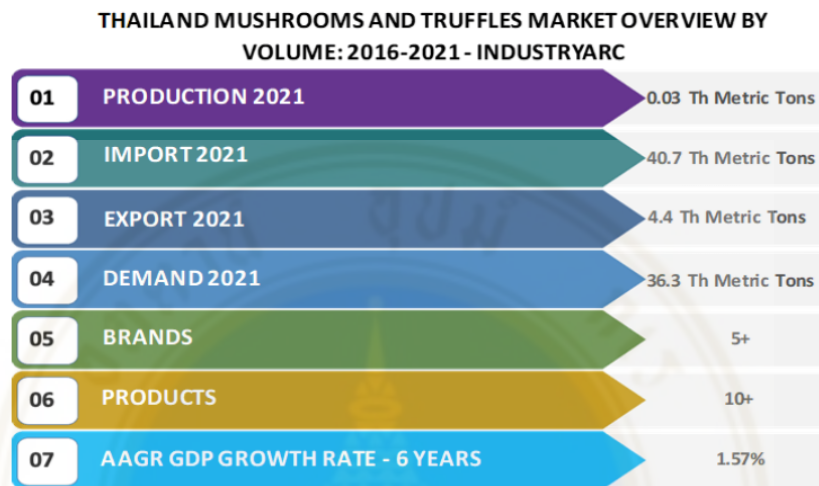 THAILAND MUSHROOMS AND TRUFFLES MARKET OVERVIEW BY
VOLUME: 2016-2021 - INDUSTRYARC
01 PRODUCTION 2021 0.03 Th Metric Tons
02 IMPORT 2021 40.7 Th Metric Tons
03 EXPORT 2021 4.4 Th Metric Tons
04 DEMAND 2021 36.3 Th Metric Tons
05 BRANDS 5+
06 PRODUCTS 10+
07 AAGR GDP GROWTH RATE - 6 YEARS 1.57%